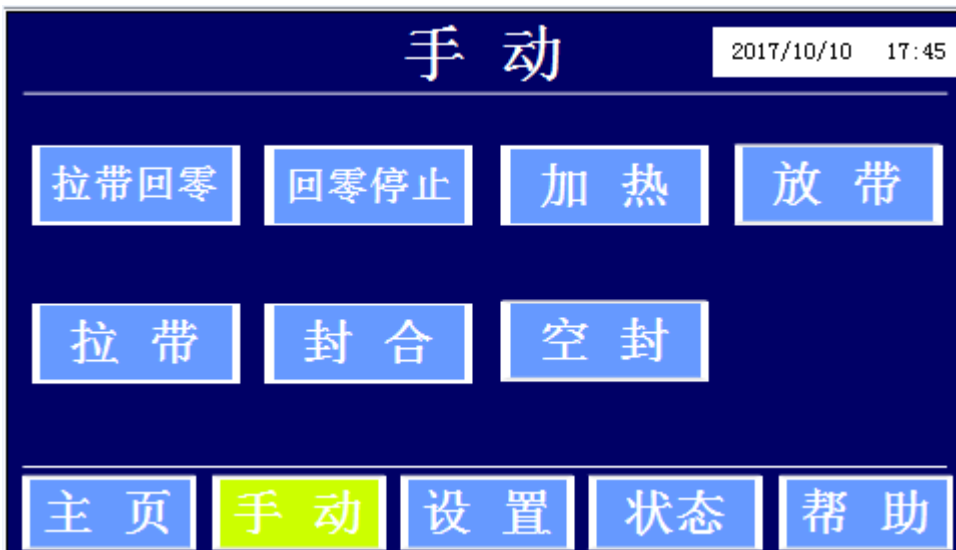 手 动 2017/10/10 17:45
拉带回零 回零停止 加 热 放 带
拉 带 封 合 空 封
主 页 手 动 设 置 状态 帮 助